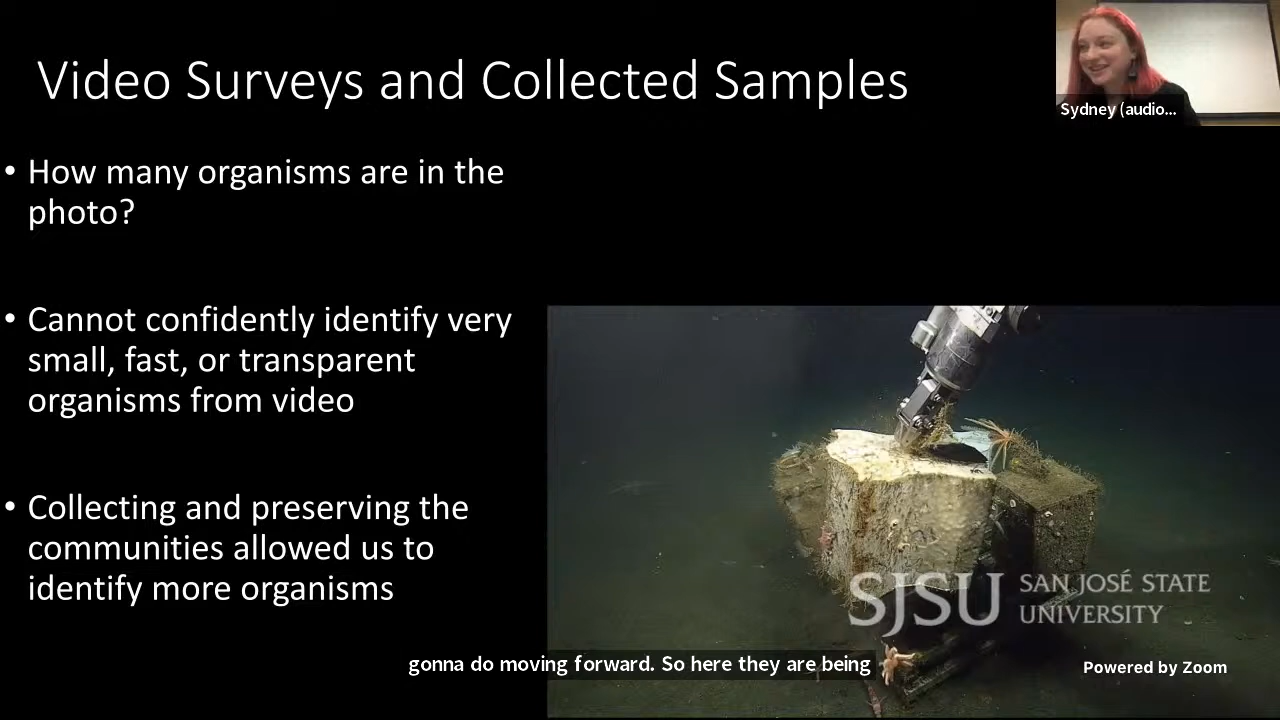 Video Surveys and Collected Samples
Sydney (audio...
• How many organisms are in the
photo?
• Cannot confidently identify very
small, fast, or transparent
organisms from video
• Collecting and preserving the
communities allowed us to
identify more organisms
SJSU SAN JOSÉ STATE
UNIVERSITY
gonna do moving forward. So here they are being
Powered by Zoom